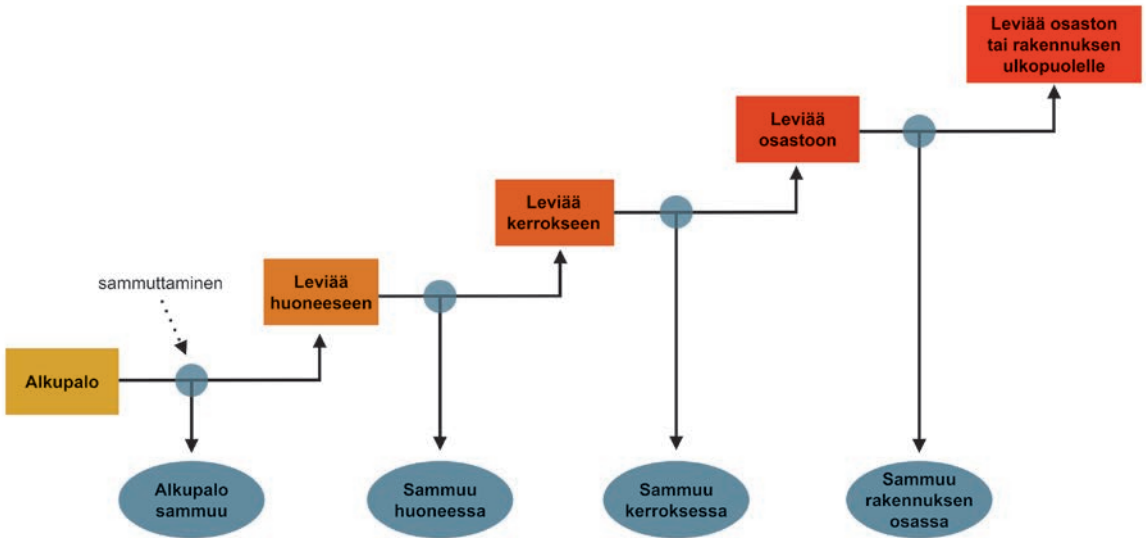 Leviää osaston
tai rakennuksen
ulkopuolelle
Leviää
osastoon
Leviää
kerrokseen
sammuttaminen
Leviää
huoneeseen
Alkupalo
Alkupalo
sammuu
Sammuu
huoneessa
Sammuu
kerroksessa
Sammuu
rakennuksen
osassa